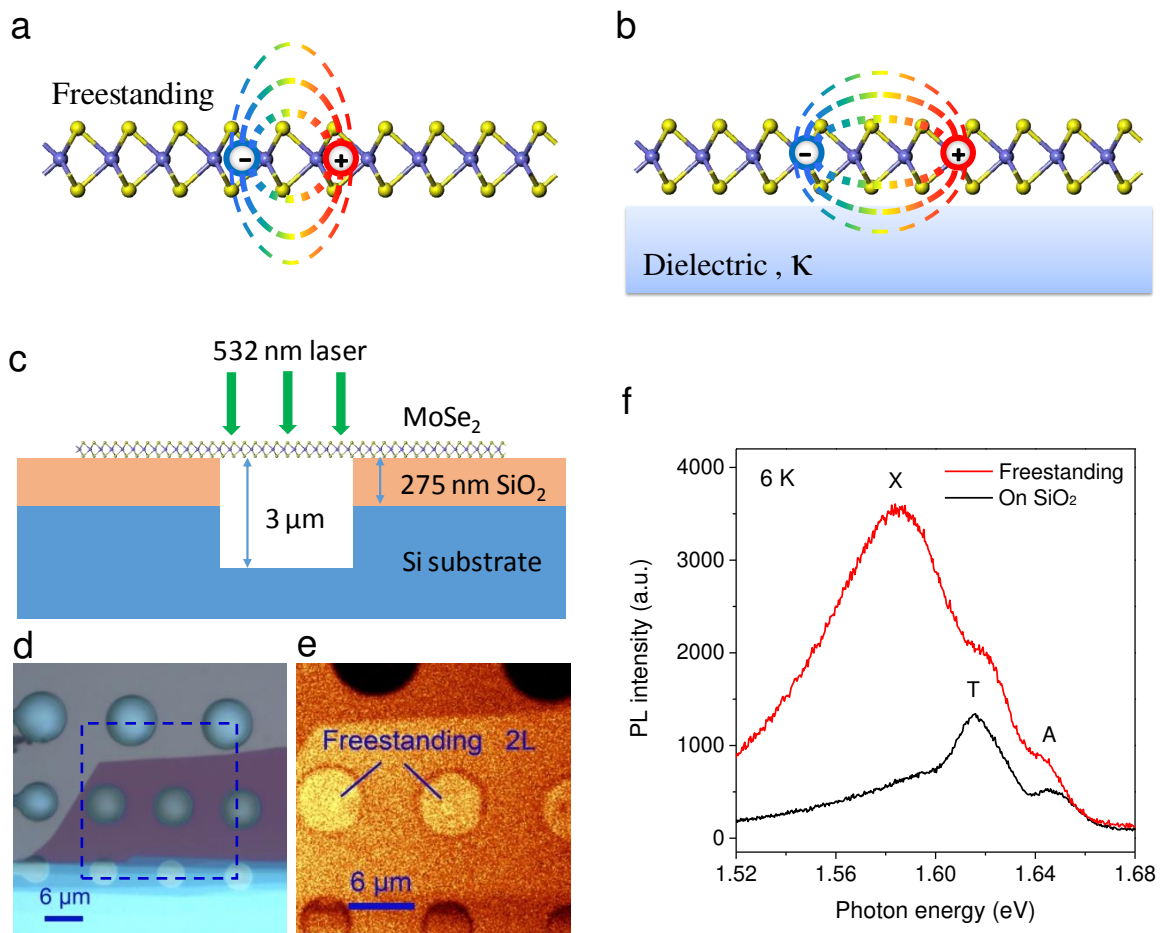 a
Freestanding
-
+
b
-
+
Dielectric , κ
c
532 nm laser
MoSe₂
275 nm SiO₂
3 µm
Si substrate
d
6 µm
e
Freestanding 2L
6 µm
f
6 K
X
Freestanding
On SiO₂
T
A
4000
3000
2000
1000
0
PL intensity (a.u.)
1.52
1.56
1.60
1.64
1.68
Photon energy (eV)